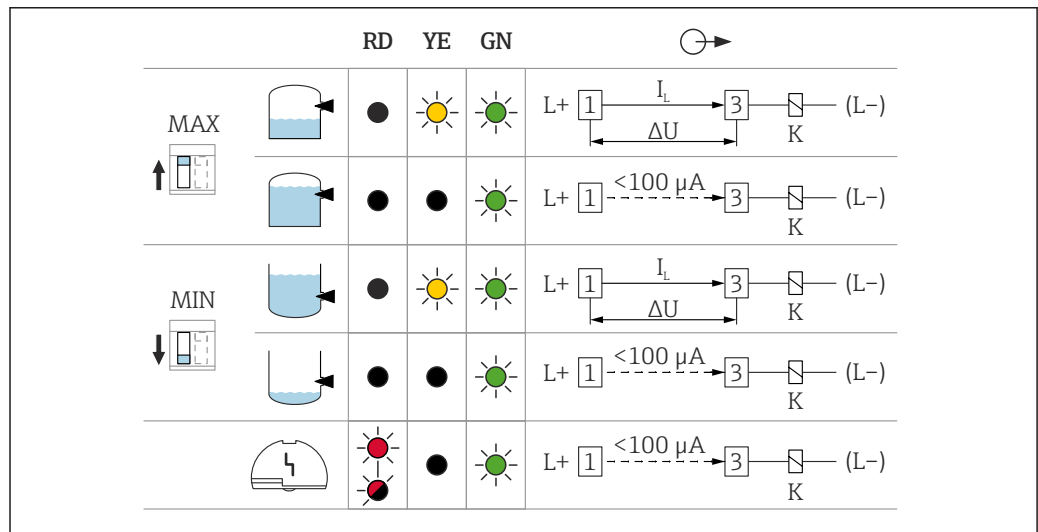 RD YE GN
MAX
L+ 1 I_L 3 (L−)
ΔU K
L+ 1 <100 µA 3 (L−)
K
MIN
L+ 1 I_L 3 (L−)
ΔU K
L+ 1 <100 µA 3 (L−)
K
L+ 1 <100 µA 3 (L−)
K